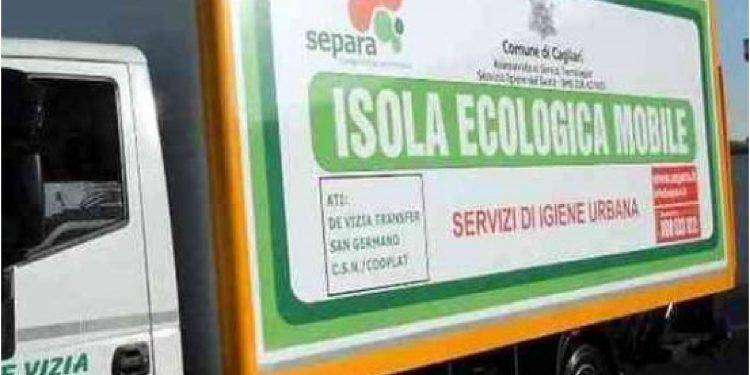 separa
Comune di Cagliari
ISOLA ECOLOGICA MOBILE
ATI:
DE VIZIA TRANSFER
SAN GERMANO
C.S.N./COOPLAT
SERVIZI DI IGIENE URBANA
E VIZIA